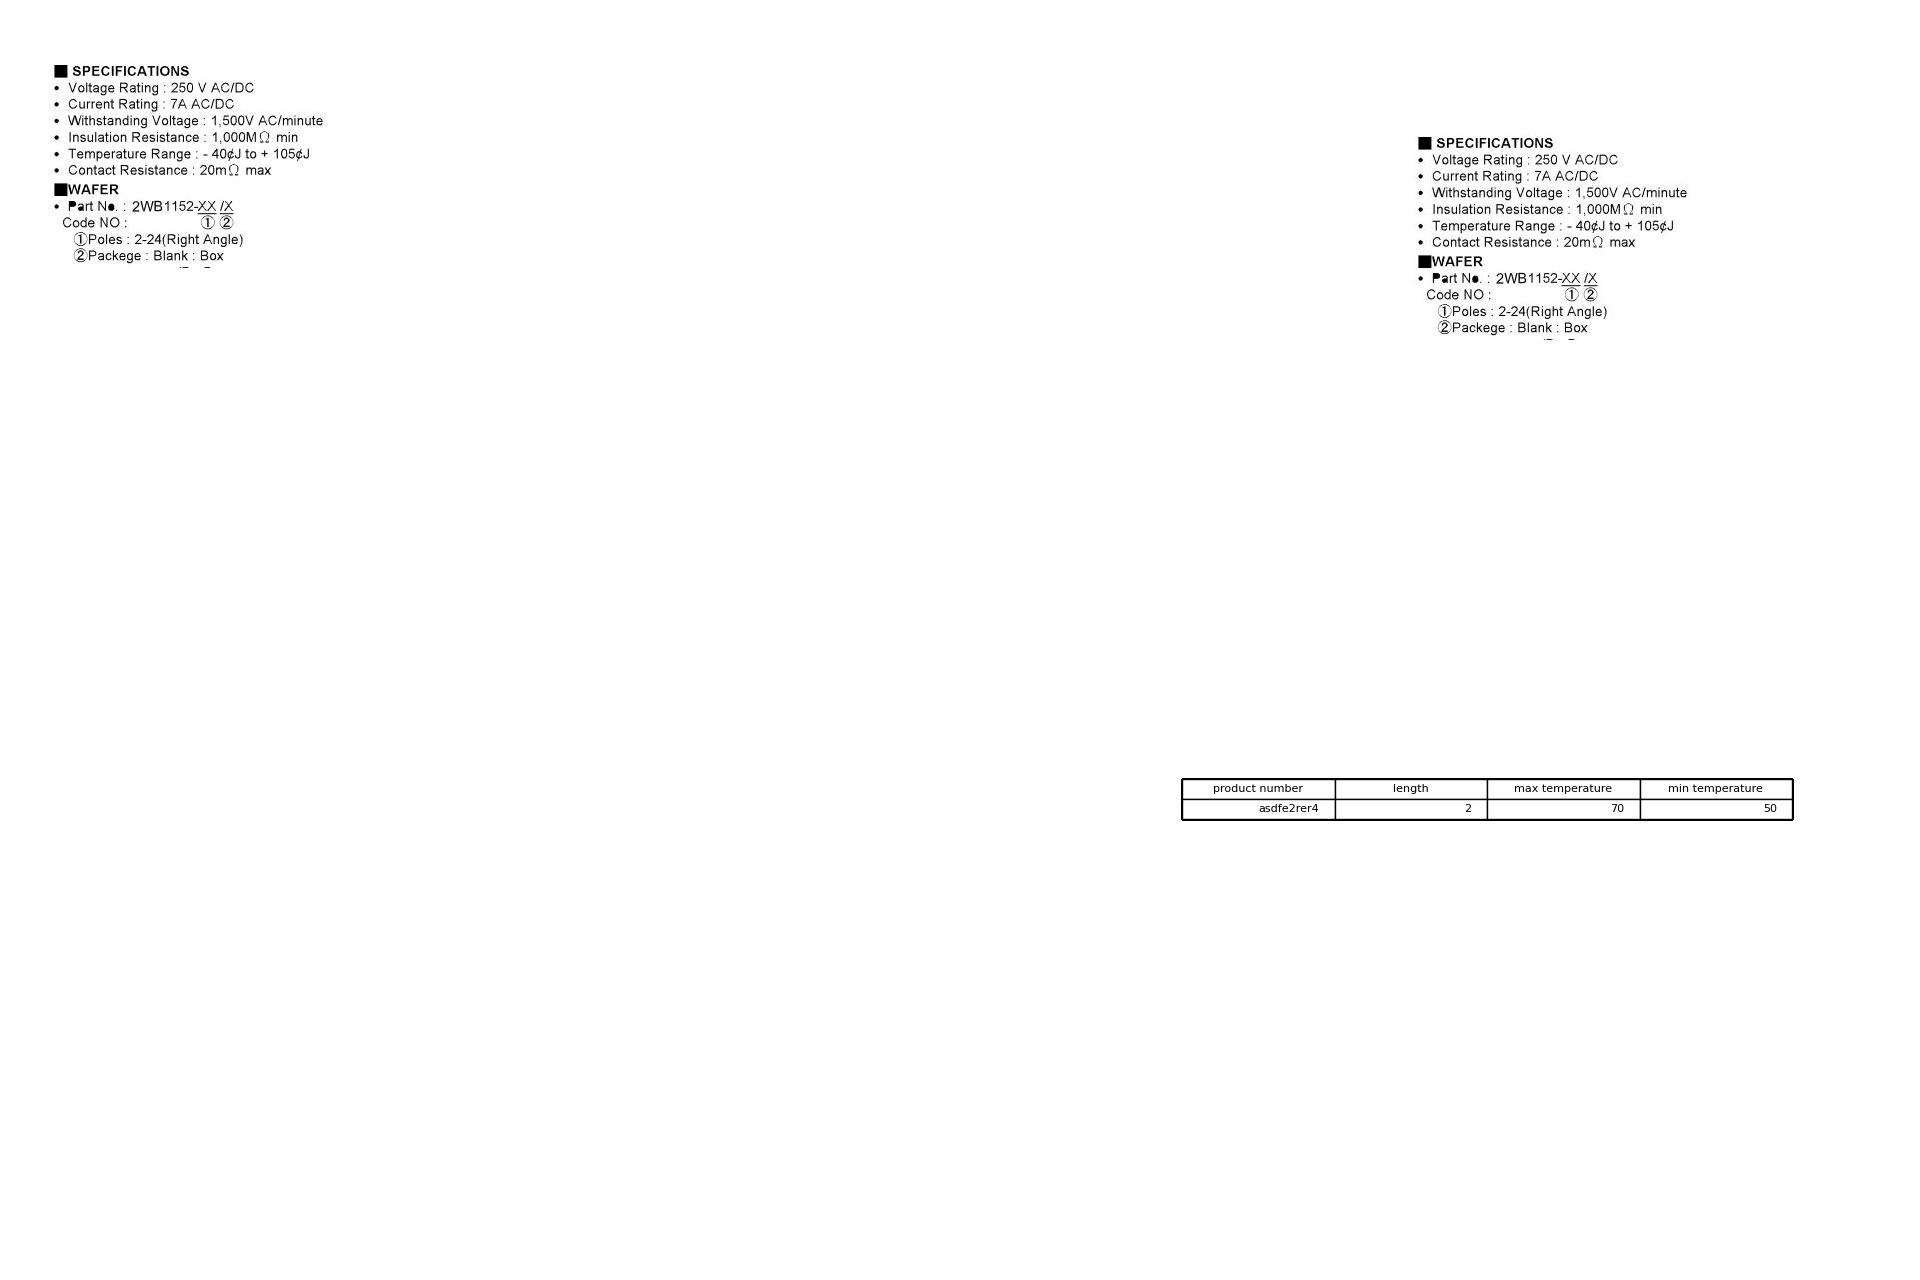 ■ SPECIFICATIONS
• Voltage Rating : 250 V AC/DC
• Current Rating : 7A AC/DC
• Withstanding Voltage : 1,500V AC/minute
• Insulation Resistance : 1,000MΩ min
• Temperature Range : - 40¢J to + 105¢J
• Contact Resistance : 20mΩ max
■WAFER
• Part No. : 2WB1152-XX /X
Code NO : ① ②
①Poles : 2-24(Right Angle)
②Packege : Blank : Box
■ SPECIFICATIONS
• Voltage Rating : 250 V AC/DC
• Current Rating : 7A AC/DC
• Withstanding Voltage : 1,500V AC/minute
• Insulation Resistance : 1,000MΩ min
• Temperature Range : - 40¢J to + 105¢J
• Contact Resistance : 20mΩ max
■WAFER
• Part No. : 2WB1152-XX /X
Code NO : ① ②
①Poles : 2-24(Right Angle)
②Packege : Blank : Box
product number length max temperature min temperature
asdfe2rer4 2 70 50